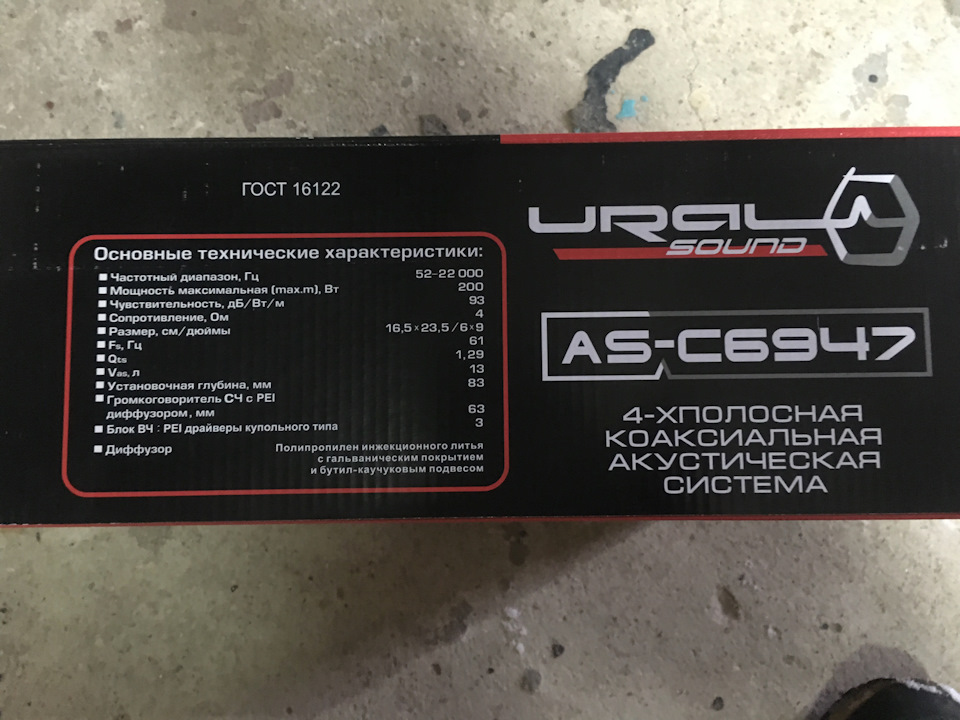 ГОСТ 16122
Основные технические характеристики:
Частотный диапазон, Гц 52-22 000
Мощность максимальная (max.m), Вт 200
Чувствительность, дБ/Вт/м 93
Сопротивление, Ом 4
Размер, см/дюймы 16,5×23,5/6×9
Fs, Гц 61
Qts 1,29
Vas, л 13
Установочная глубина, мм 83
Громкоговоритель СЧ с PEI
диффузором, мм 63
Блок ВЧ : PEI драйверы купольного типа 3
Диффузор Полипропилен инжекционного литья
с гальваническим покрытием
и бутил-каучуковым подвесом
URAL
SOUND
AS-C6947
4-ХПОЛОСНАЯ
КОАКСИАЛЬНАЯ
АКУСТИЧЕСКАЯ
СИСТЕМА